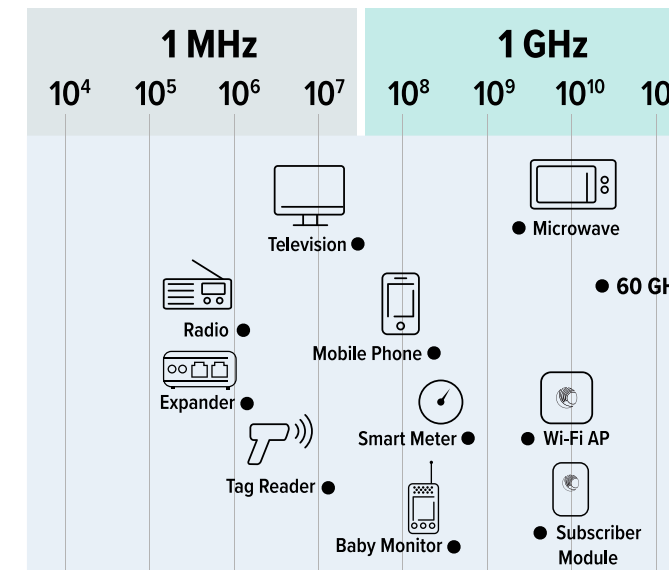 1 MHz
1 GHz
10⁴ 10⁵ 10⁶ 10⁷ 10⁸ 10⁹ 10¹⁰ 10
Television
Microwave
60 GH
Radio
Mobile Phone
Expander
Smart Meter
Wi-Fi AP
Tag Reader
Baby Monitor
Subscriber
Module